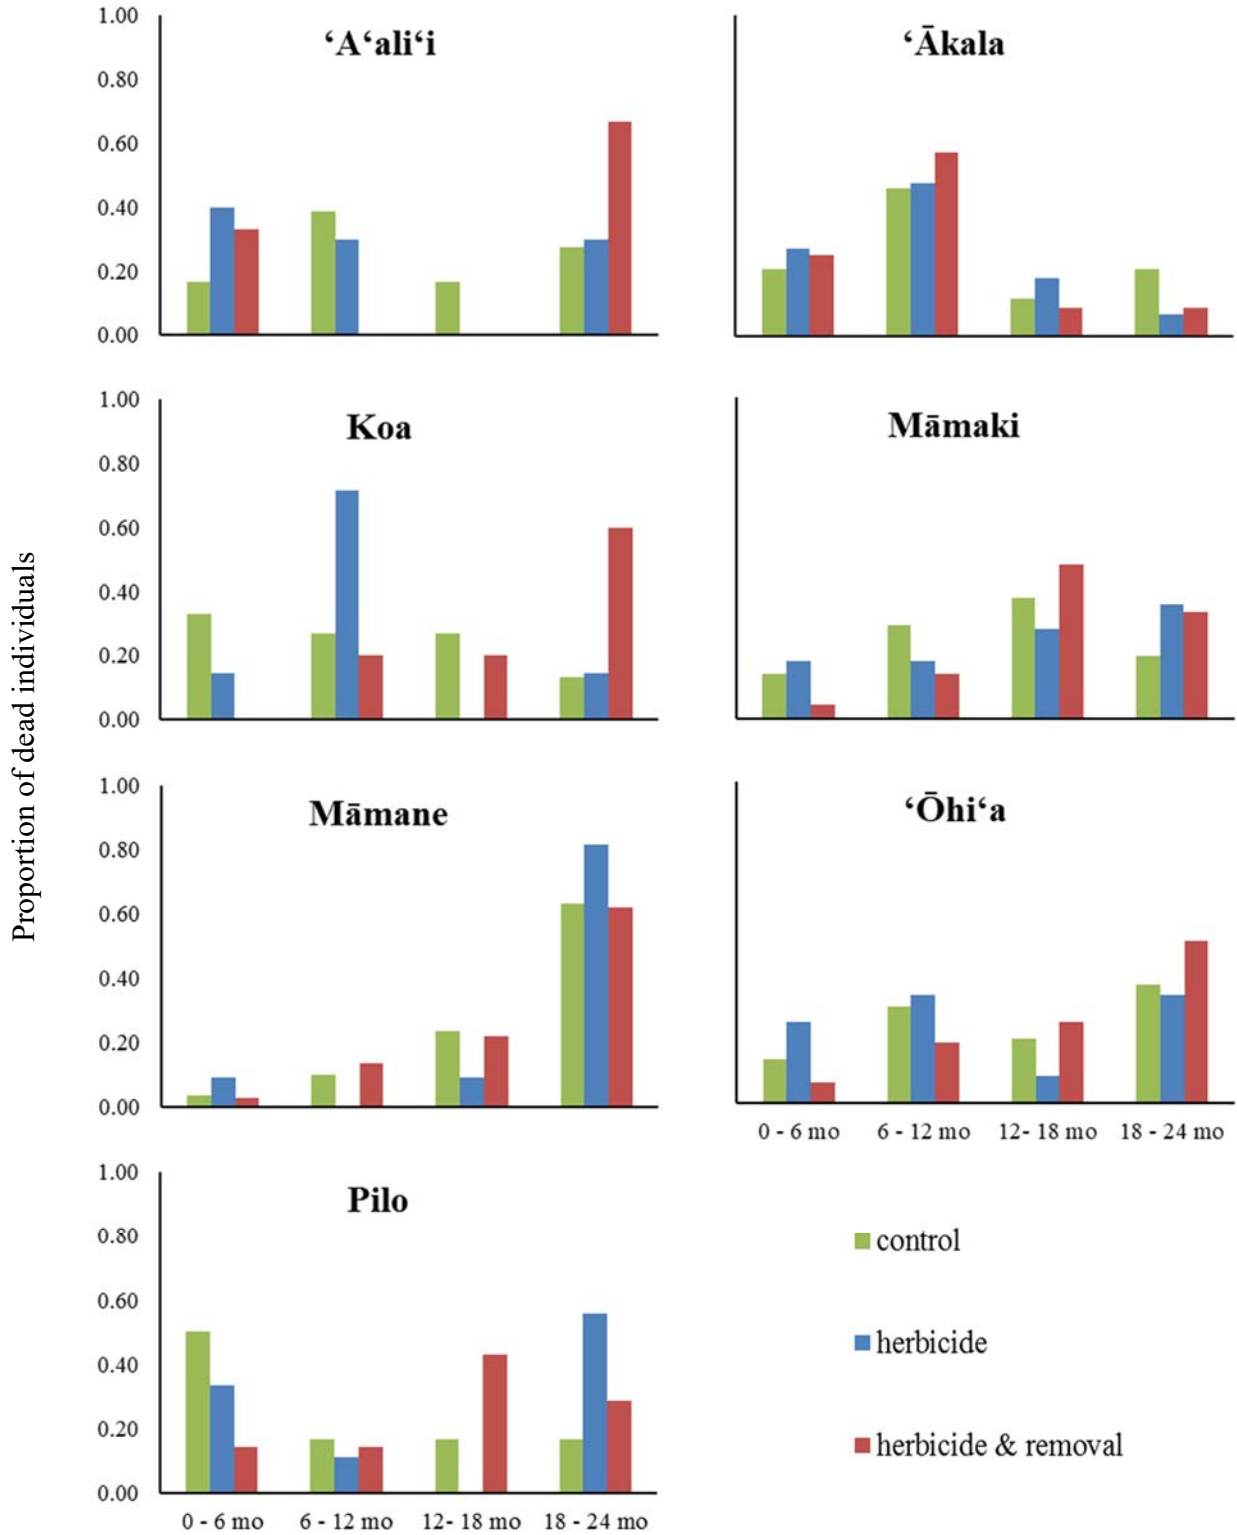 Proportion of dead individuals
ʻAʻaliʻi
1.00
0.80
0.60
0.40
0.20
0.00
ʻĀkala
Koa
1.00
0.80
0.60
0.40
0.20
0.00
Māmaki
Māmane
1.00
0.80
0.60
0.40
0.20
0.00
ʻŌhiʻa
0 - 6 mo 6 - 12 mo 12- 18 mo 18 - 24 mo
Pilo
1.00
0.80
0.60
0.40
0.20
0.00
0 - 6 mo 6 - 12 mo 12- 18 mo 18 - 24 mo
control
herbicide
herbicide & removal